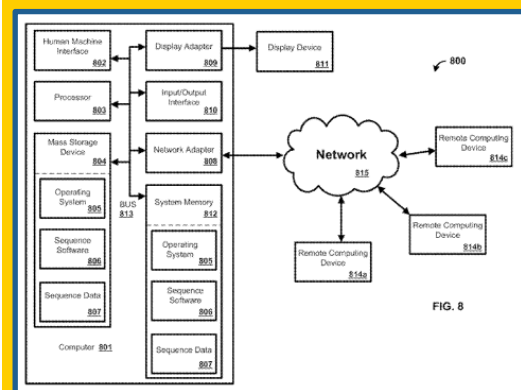 Human Machine
Interface
802
Display Adapter
809
Display Device
811
800
Processor
803
Input/Output
Interface
810
Mass Storage
Device
804
Network Adapter
808
Network
815
Remote Computing
Device
814c
Operating
System
805
BUS
813
System Memory
812
Remote Computing
Device
814b
Sequence
Software
806
Operating
System
805
Remote Computing
Device
814a
Sequence Data
807
Sequence
Software
806
FIG. 8
Computer 801
Sequence Data
807